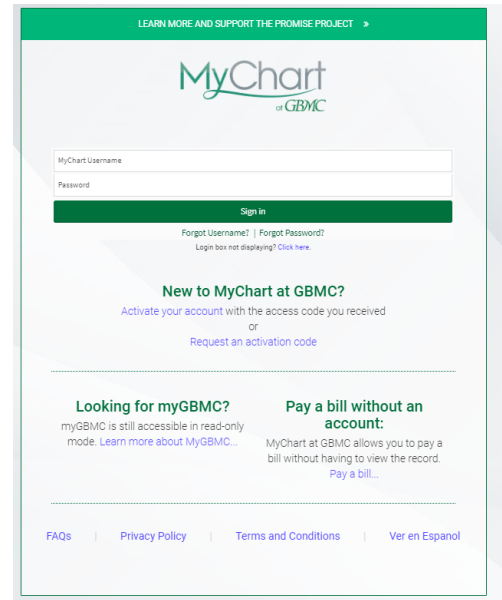 LEARN MORE AND SUPPORT THE PROMISE PROJECT »
MyChart
at GBMC
MyChart Username
Password
Sign in
Forgot Username? | Forgot Password?
Login box not displaying? Click here.
New to MyChart at GBMC?
Activate your account with the access code you received
or
Request an activation code
Looking for myGBMC?
myGBMC is still accessible in read-only
mode. Learn more about MyGBMC...
Pay a bill without an
account:
MyChart at GBMC allows you to pay a
bill without having to view the record.
Pay a bill...
FAQs | Privacy Policy | Terms and Conditions | Ver en Espanol